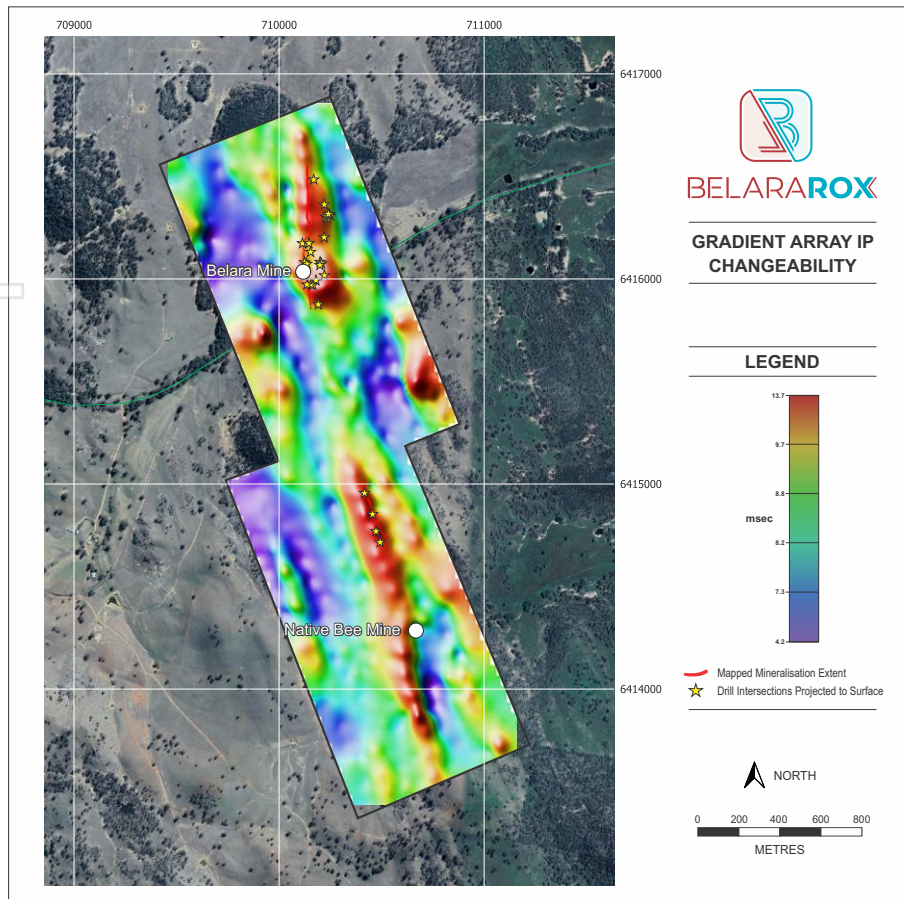 709000
710000
711000
6417000
BELARAROX
GRADIENT ARRAY IP
CHANGEABILITY
Belara Mine
6416000
LEGEND
13.7
9.7
8.8
msec
8.2
7.3
4.2
6415000
Native Bee Mine
Mapped Mineralisation Extent
Drill Intersections Projected to Surface
6414000
NORTH
0 200 400 600 800
METRES